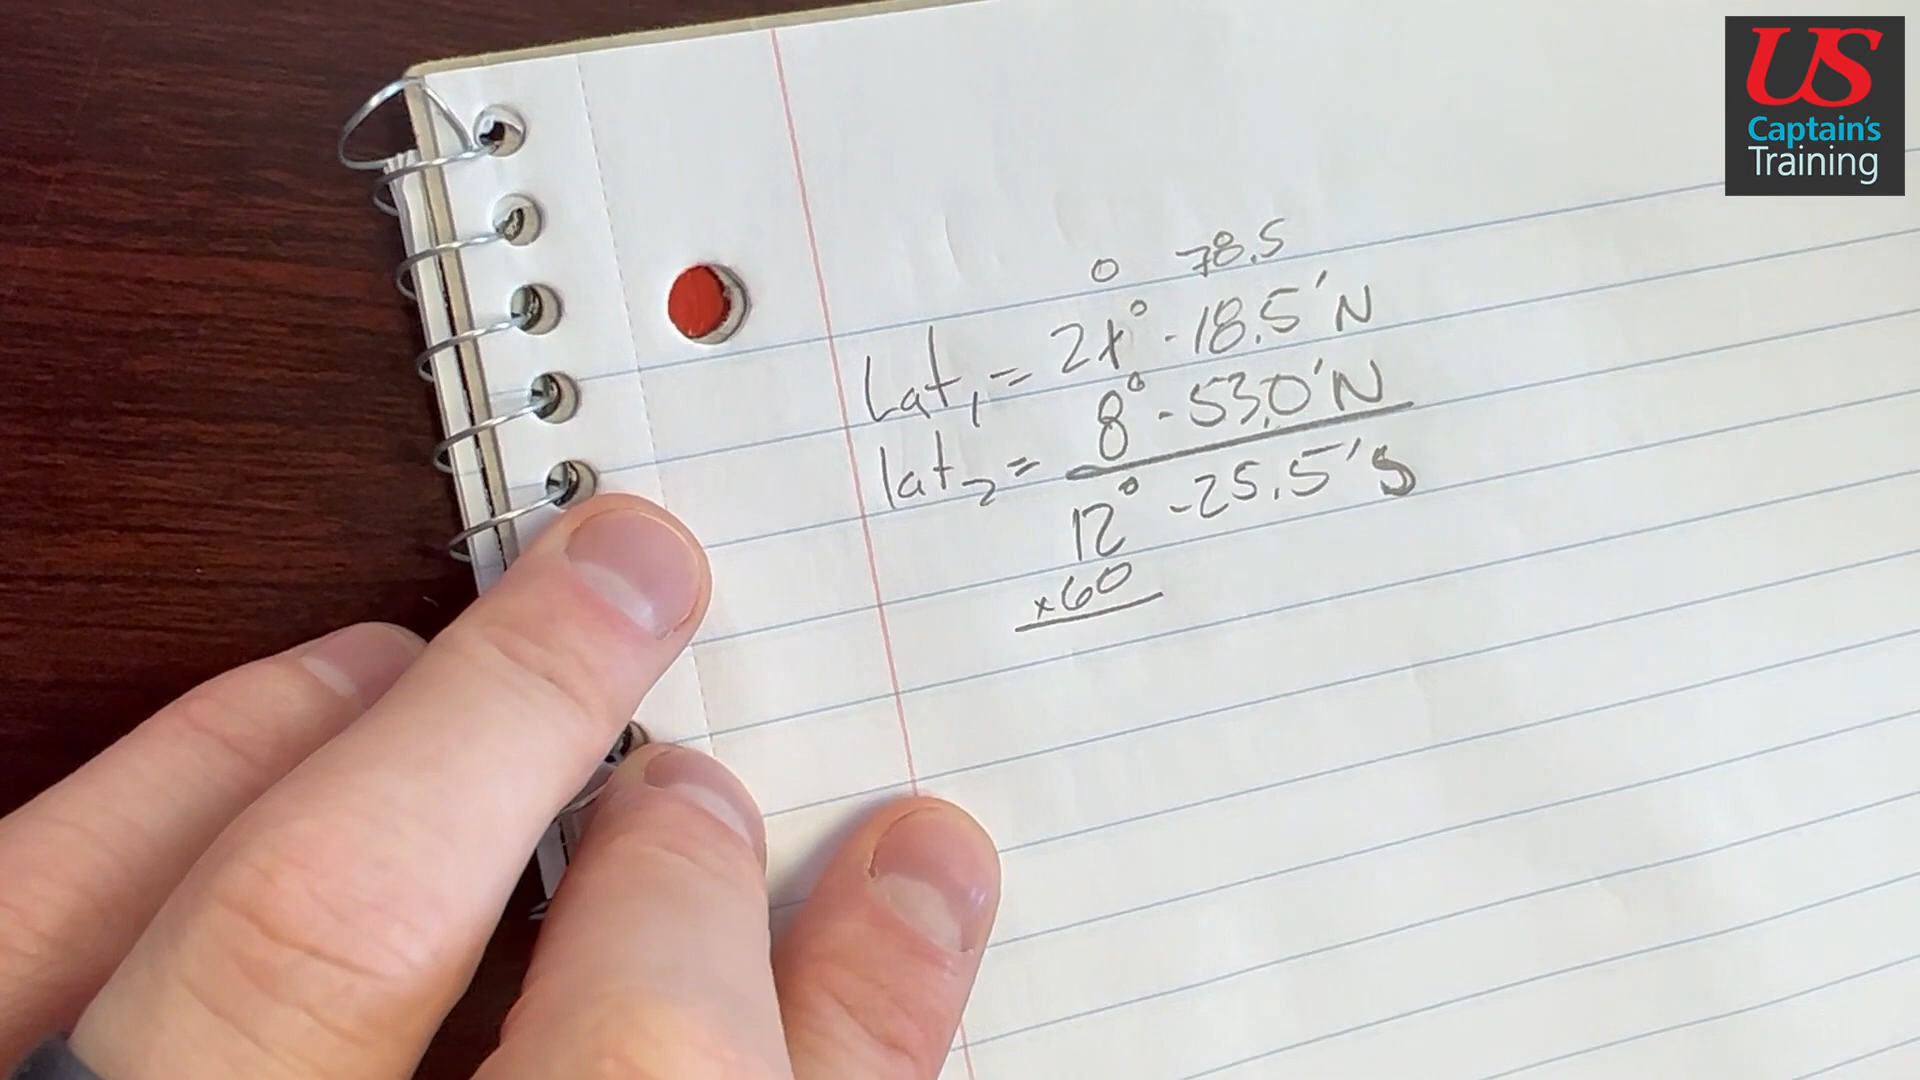 US
Captain's
Training
0 78.5
Lat₁ = 21° - 18.5' N
lat₂ = 8° - 53.0' N
12° - 25.5' S
x60